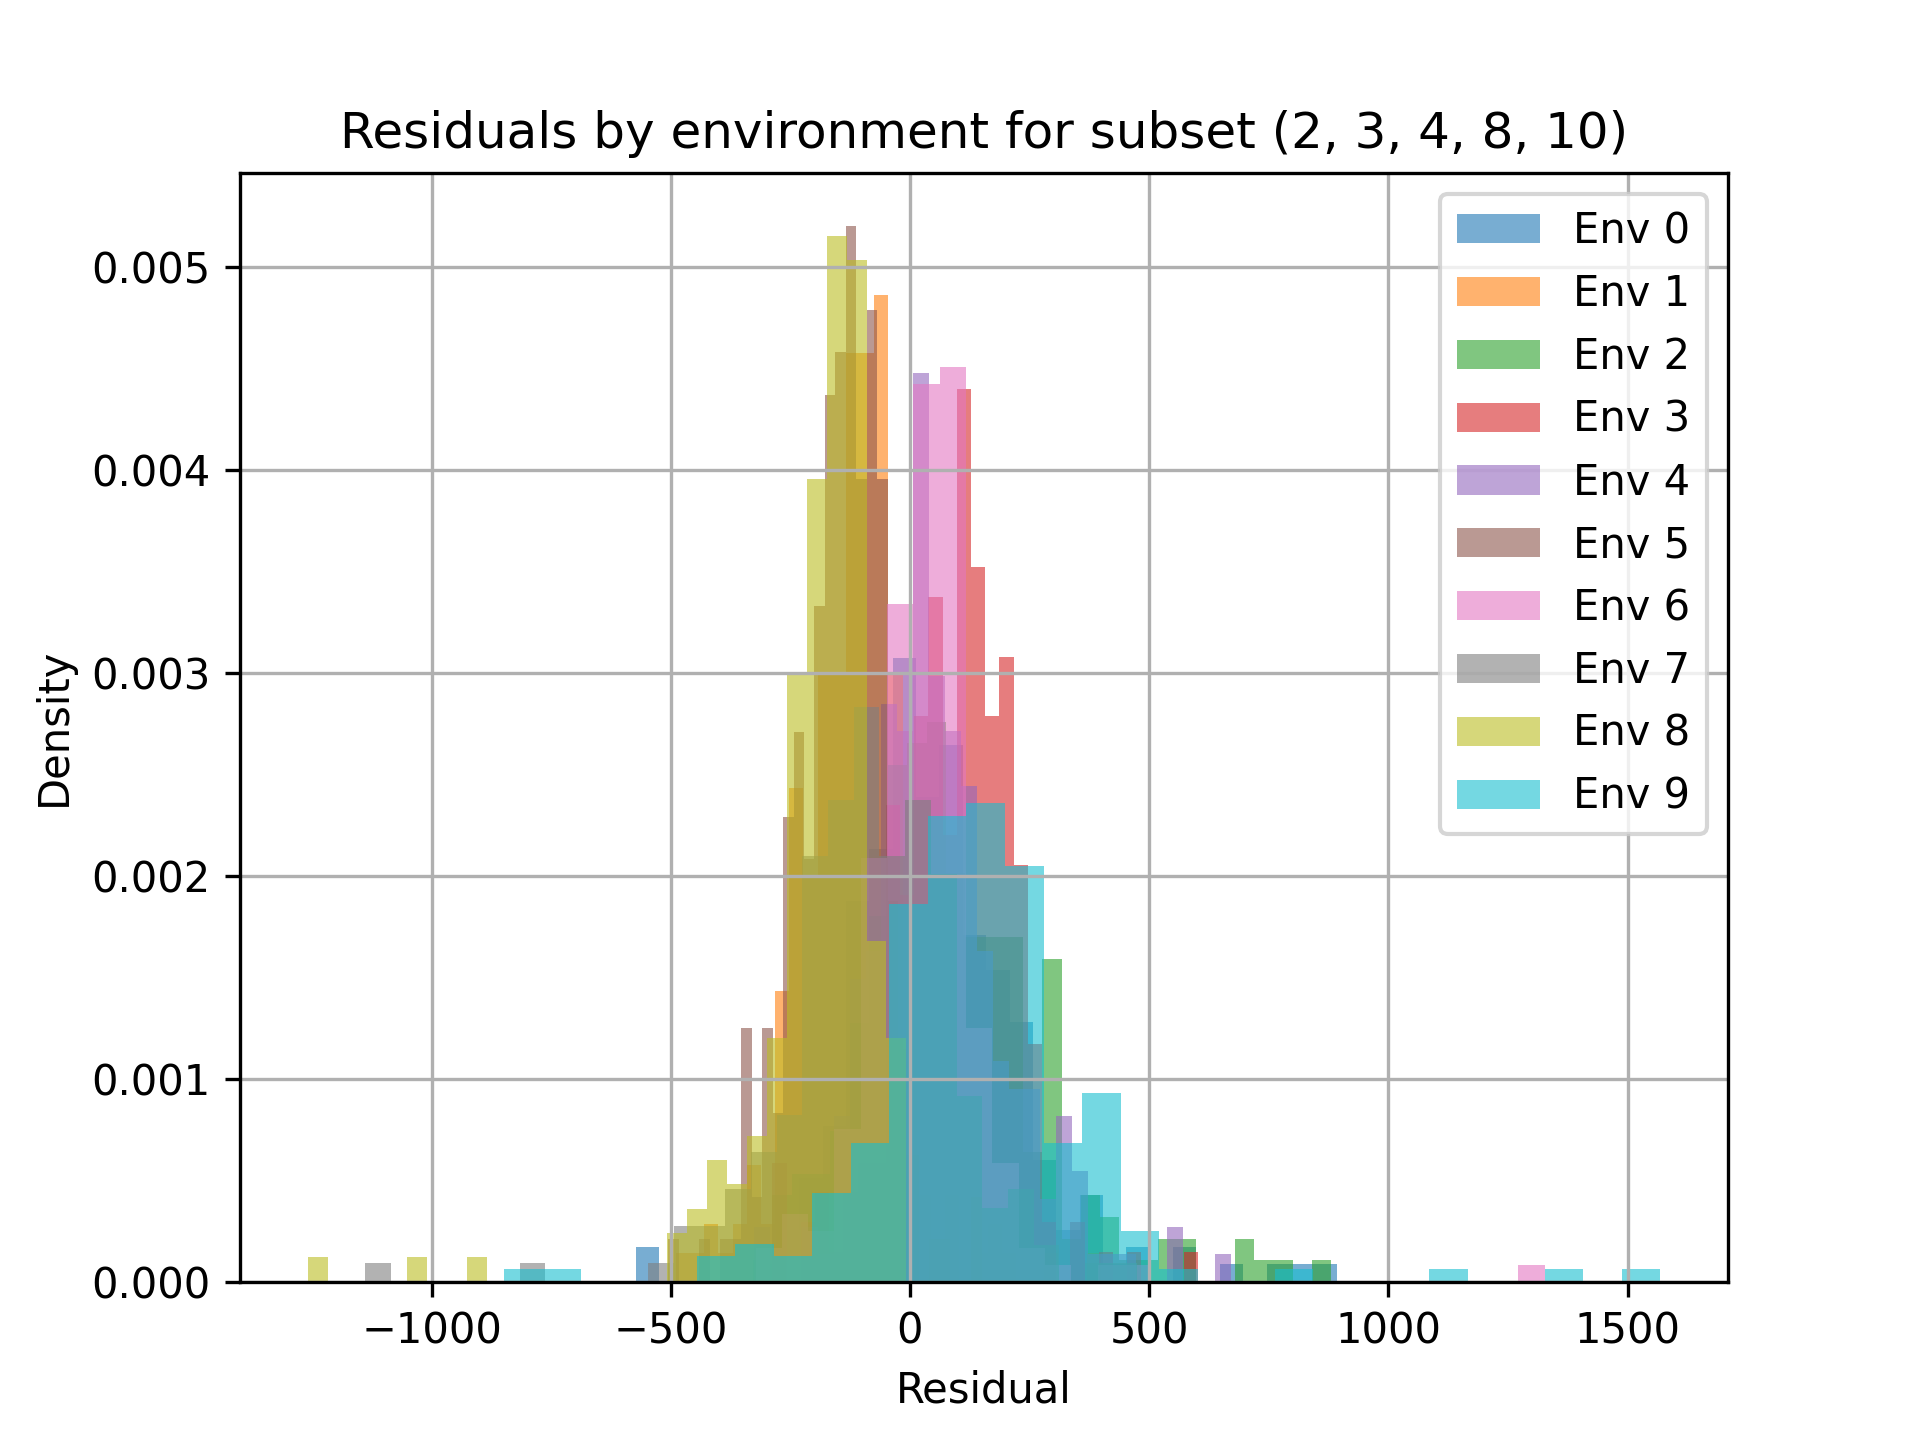 Residuals by environment for subset (2, 3, 4, 8, 10)
Env 0
Env 1
Env 2
Env 3
Env 4
Env 5
Env 6
Env 7
Env 8
Env 9
Density
0.005
0.004
0.003
0.002
0.001
0.000
−1000 −500 0 500 1000 1500
Residual